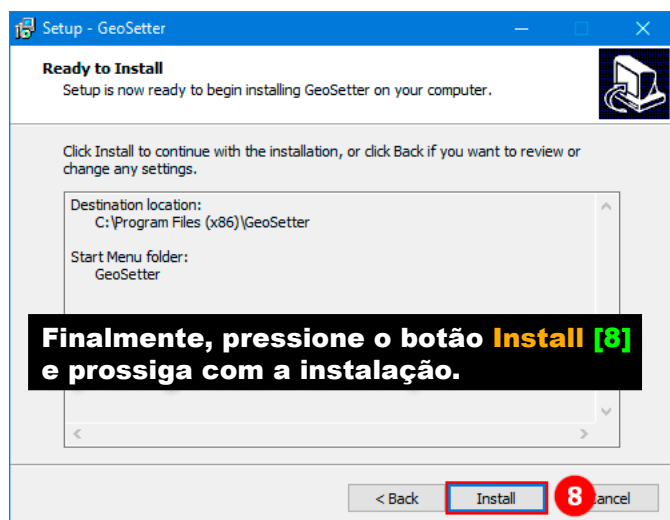 Setup - GeoSetter
Ready to Install
Setup is now ready to begin installing GeoSetter on your computer.
Click Install to continue with the installation, or click Back if you want to review or
change any settings.
Destination location:
C:\Program Files (x86)\GeoSetter
Start Menu folder:
GeoSetter
Finalmente, pressione o botão Install [8]
e prossiga com a instalação.
< Back Install 8 ancel